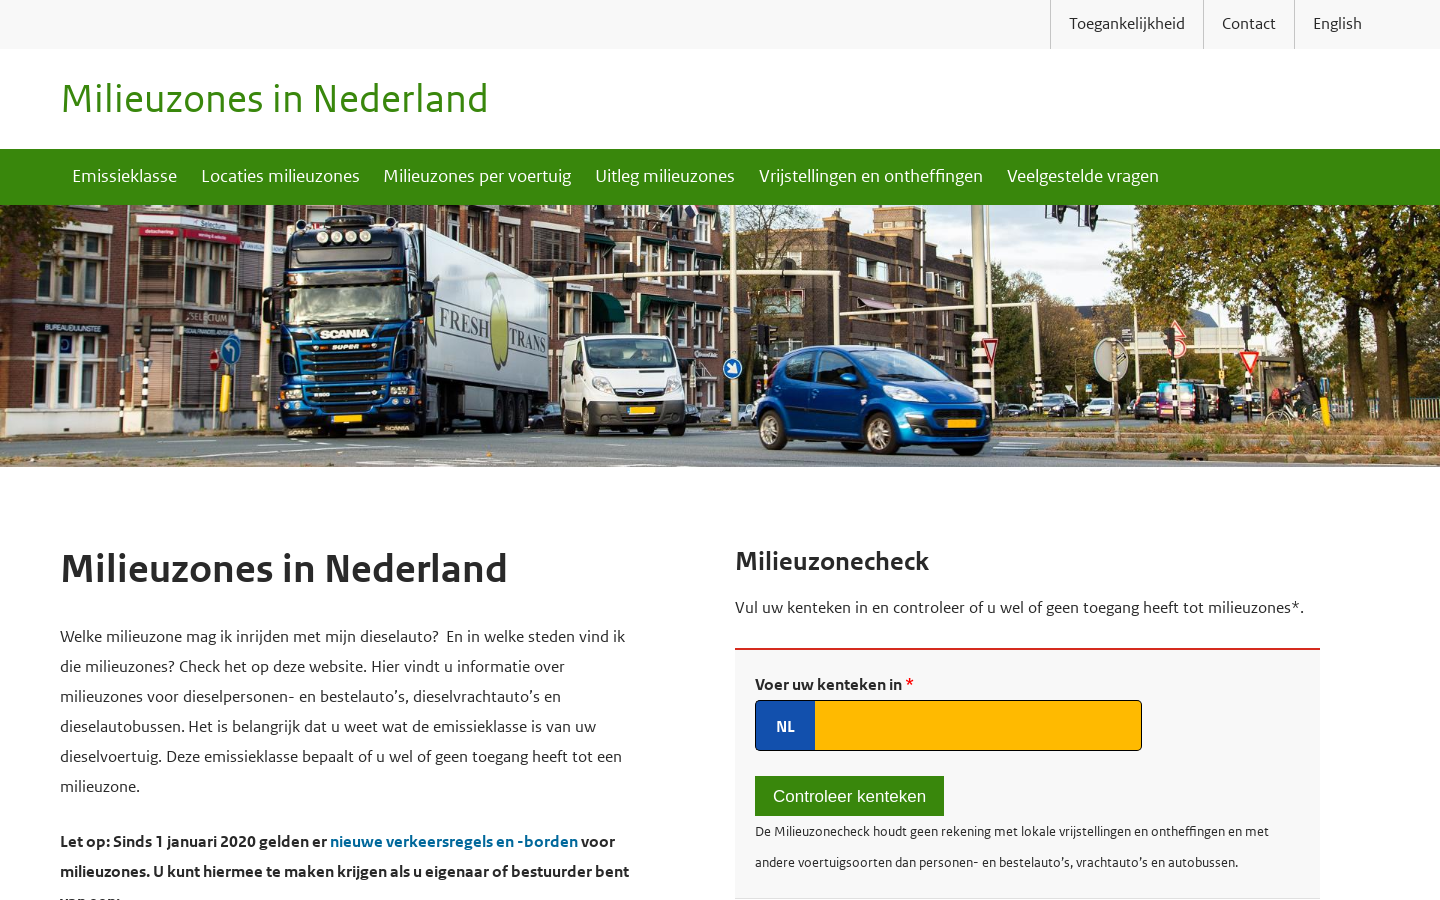 Toegankelijkheid
Contact
English
Milieuzones in Nederland
Emissieklasse
Locaties milieuzones
Milieuzones per voertuig
Uitleg milieuzones
Vrijstellingen en ontheffingen
Veelgestelde vragen
SELECTUM
SCANIA
SUPER
FRESH
TRANS
Milieuzones in Nederland
Welke milieuzone mag ik inrijden met mijn dieselauto?  En in welke steden vind ik
die milieuzones? Check het op deze website. Hier vindt u informatie over
milieuzones voor dieselpersonen- en bestelauto’s, dieselvrachtauto’s en
dieselautobussen. Het is belangrijk dat u weet wat de emissieklasse is van uw
dieselvoertuig. Deze emissieklasse bepaalt of u wel of geen toegang heeft tot een
milieuzone.
Let op: Sinds 1 januari 2020 gelden er nieuwe verkeersregels en -borden voor
milieuzones. U kunt hiermee te maken krijgen als u eigenaar of bestuurder bent
Milieuzonecheck
Vul uw kenteken in en controleer of u wel of geen toegang heeft tot milieuzones*.
Voer uw kenteken in *
NL
Controleer kenteken
De Milieuzonecheck houdt geen rekening met lokale vrijstellingen en ontheffingen en met
andere voertuigsoorten dan personen- en bestelauto’s, vrachtauto’s en autobussen.